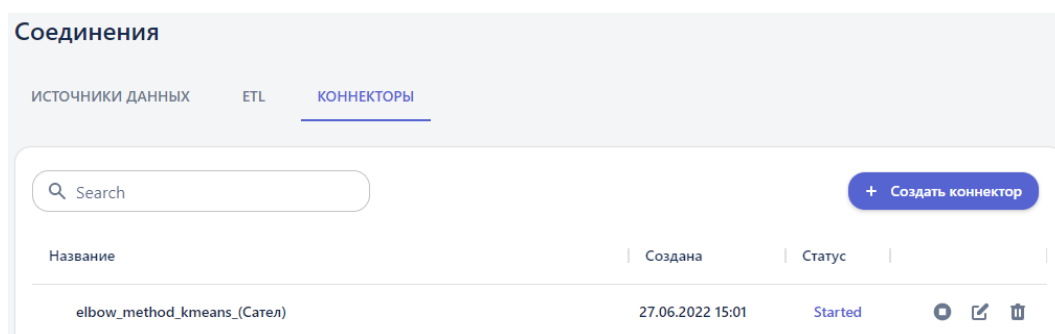 Соединения
ИСТОЧНИКИ ДАННЫХ ETL КОННЕКТОРЫ
Search + Создать коннектор
Название Создана Статус
elbow_method_kmeans_(Сател) 27.06.2022 15:01 Started